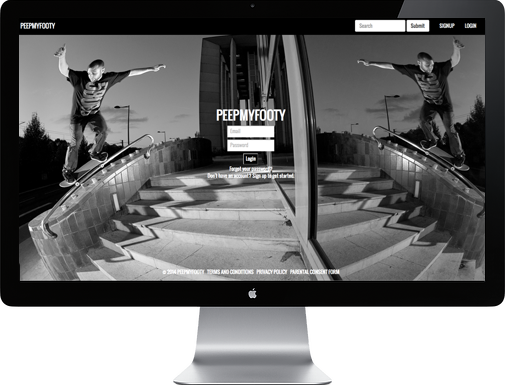 PEEPMYFOOTY
Search
Submit
SIGNUP
LOGIN
PEEPMYFOOTY
Email
Password
Login
Forgot your password?
Don't have an account? Sign up to get started.
© 2014 PEEPMYFOOTY TERMS AND CONDITIONS PRIVACY POLICY PARENTAL CONSENT FORM